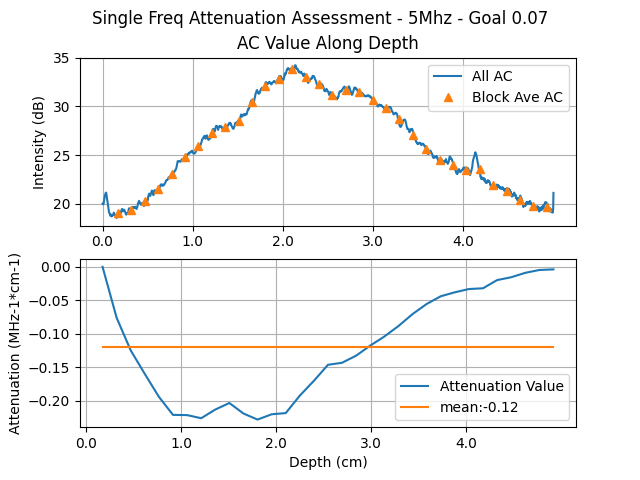 Single Freq Attenuation Assessment - 5Mhz - Goal 0.07
AC Value Along Depth
Intensity (dB)
35
30
25
20
All AC
Block Ave AC
0.0 1.0 2.0 3.0 4.0
Attenuation (MHz-1*cm-1)
0.00
−0.05
−0.10
−0.15
−0.20
Attenuation Value
mean:-0.12
0.0 1.0 2.0 3.0 4.0
Depth (cm)